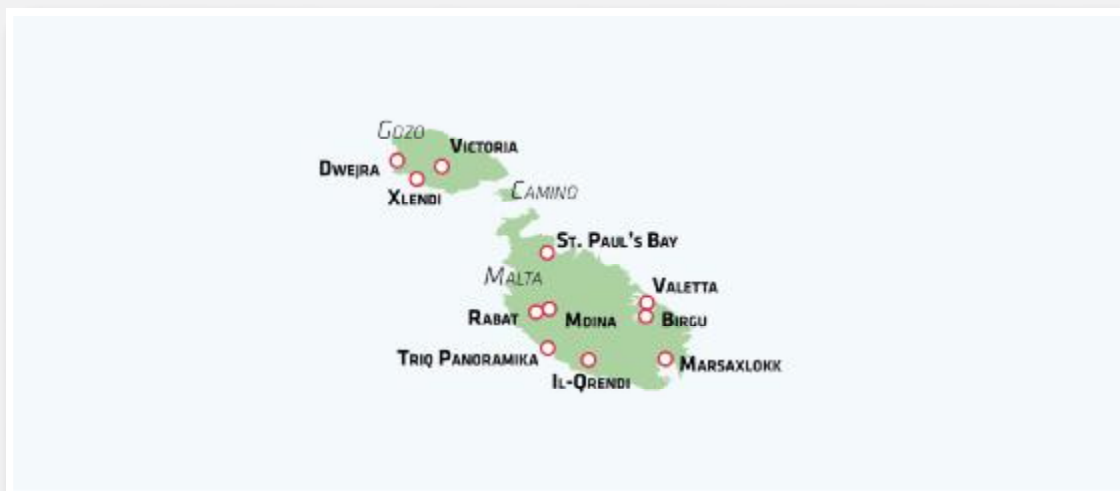 Gozo
Victoria
Dwejra
Xlendi
Camino
St. Paul's Bay
Malta
Valetta
Rabat
Mdina
Birgu
Triq Panoramika
Marsaxlokk
Il-Qrendi